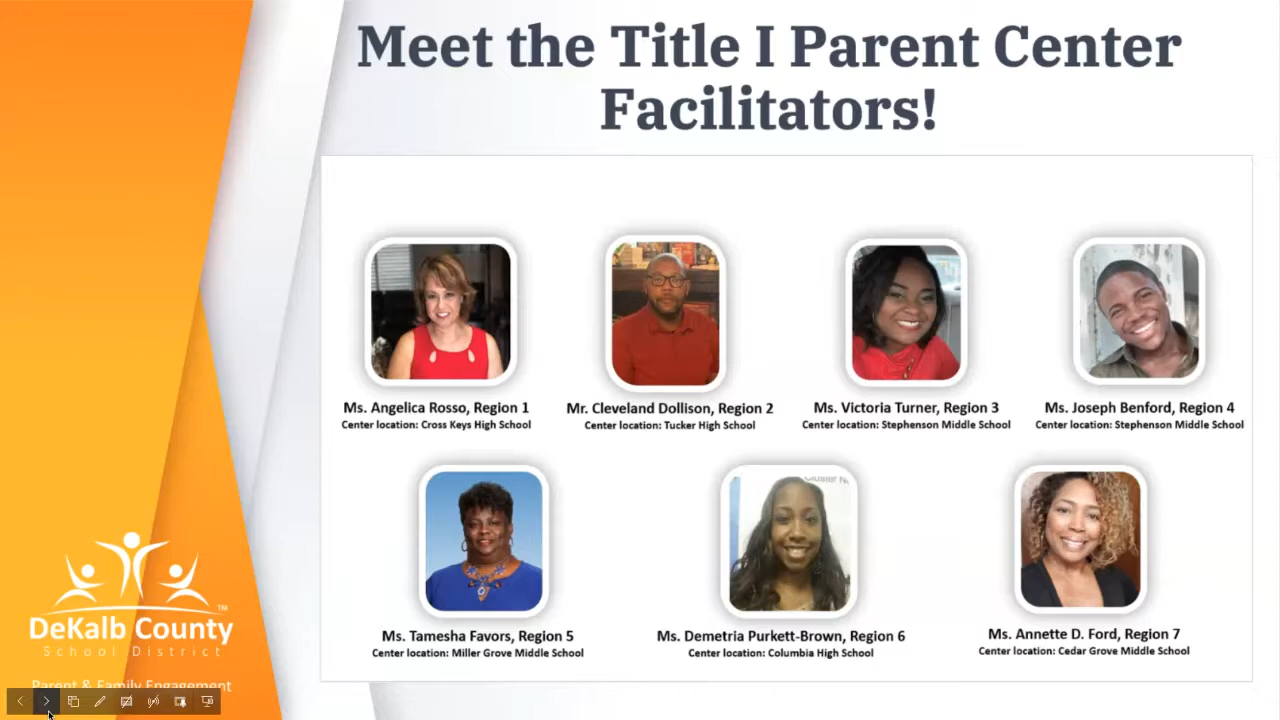 Meet the Title I Parent Center
Facilitators!
Ms. Angelica Rosso, Region 1
Center location: Cross Keys High School
Mr. Cleveland Dollison, Region 2
Center location: Tucker High School
Ms. Victoria Turner, Region 3
Center location: Stephenson Middle School
Ms. Joseph Benford, Region 4
Center location: Stephenson Middle School
Ms. Tamesha Favors, Region 5
Center location: Miller Grove Middle School
Ms. Demetria Purkett-Brown, Region 6
Center location: Columbia High School
Ms. Annette D. Ford, Region 7
Center location: Cedar Grove Middle School
DeKalb County TM
School District
Parent & Family Engagement